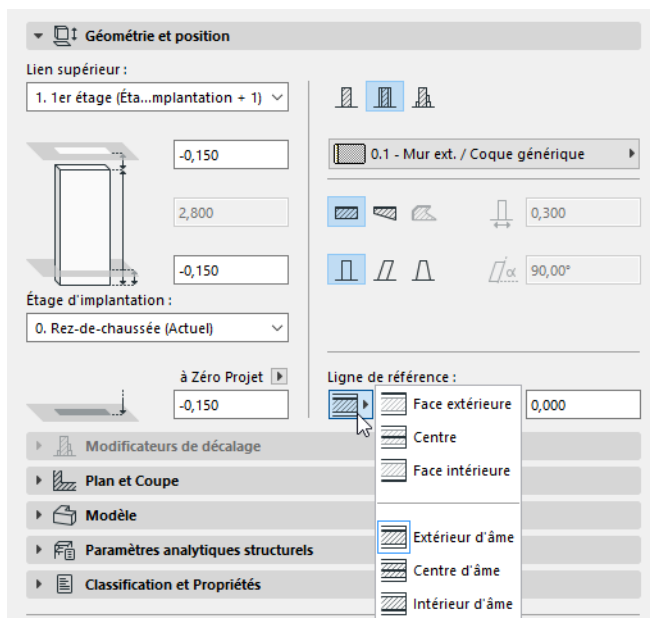 Géométrie et position
Lien supérieur :
1. 1er étage (Éta...mplantation + 1)
-0,150
0.1 - Mur ext. / Coque générique
2,800
0,300
-0,150
α 90,00°
Étage d'implantation :
0. Rez-de-chaussée (Actuel)
à Zéro Projet
Ligne de référence :
-0,150
0,000
Face extérieure
Centre
Face intérieure
Extérieur d'âme
Centre d'âme
Intérieur d'âme
Modificateurs de décalage
Plan et Coupe
Modèle
Paramètres analytiques structurels
Classification et Propriétés